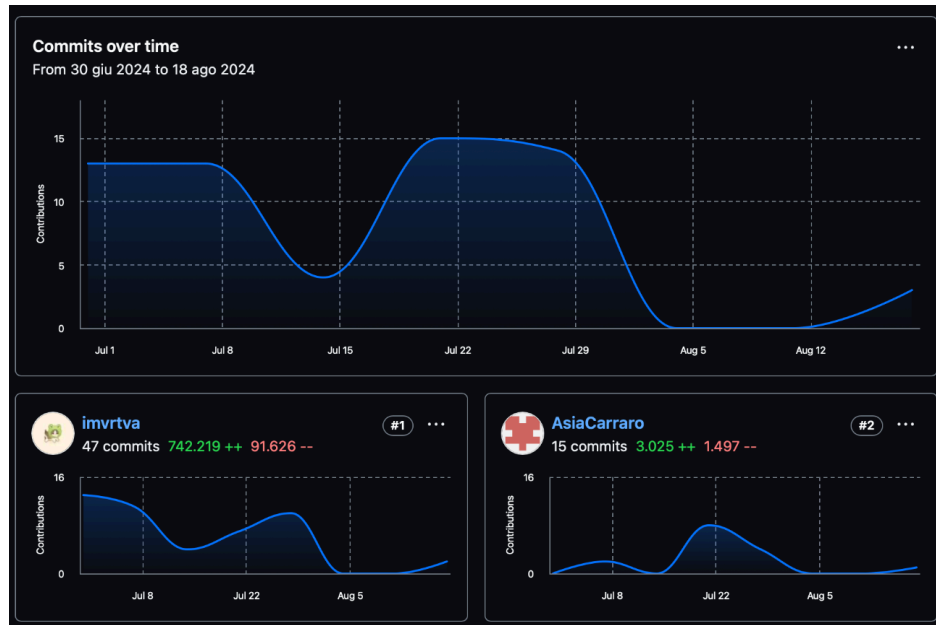 Commits over time
From 30 giu 2024 to 18 ago 2024
Contributions
15
10
5
0
Jul 1 Jul 8 Jul 15 Jul 22 Jul 29 Aug 5 Aug 12
imvrtva #1
47 commits 742.219 ++ 91.626 --
Contributions
16
0
Jul 8 Jul 22 Aug 5
AsiaCarraro #2
15 commits 3.025 ++ 1.497 --
Contributions
16
0
Jul 8 Jul 22 Aug 5